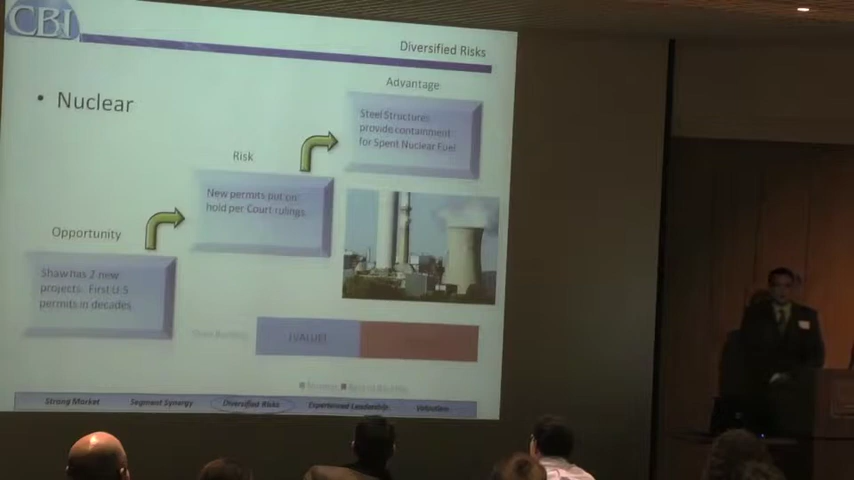 CBI
Diversified Risks
Advantage
• Nuclear
Steel Structures
provide containment
for Spent Nuclear Fuel
Risk
New permits put on
hold per Court rulings
Opportunity
Shaw has 2 new
projects. First U.S
permits in decades
[VALUE]
Strong Market
Segment Synergy
Diversified Risks
Experienced Leadership
Valuation